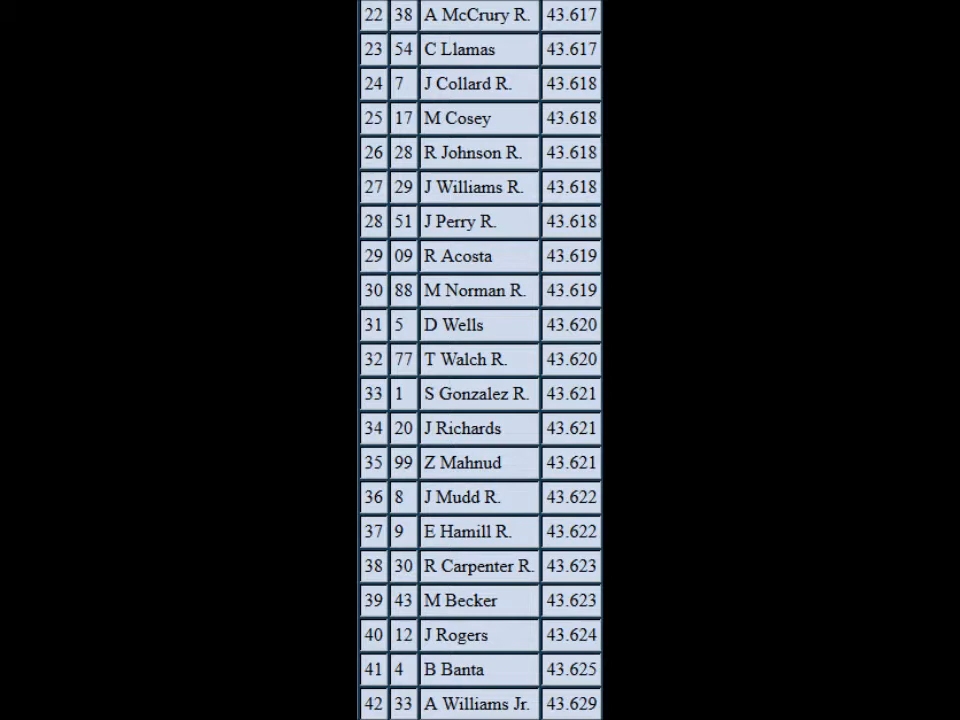 22 38 A McCrury R. 43.617
23 54 C Llamas 43.617
24 7 J Collard R. 43.618
25 17 M Cosey 43.618
26 28 R Johnson R. 43.618
27 29 J Williams R. 43.618
28 51 J Perry R. 43.618
29 09 R Acosta 43.619
30 88 M Norman R. 43.619
31 5 D Wells 43.620
32 77 T Walch R. 43.620
33 1 S Gonzalez R. 43.621
34 20 J Richards 43.621
35 99 Z Mahnud 43.621
36 8 J Mudd R. 43.622
37 9 E Hamill R. 43.622
38 30 R Carpenter R. 43.623
39 43 M Becker 43.623
40 12 J Rogers 43.624
41 4 B Banta 43.625
42 33 A Williams Jr. 43.629